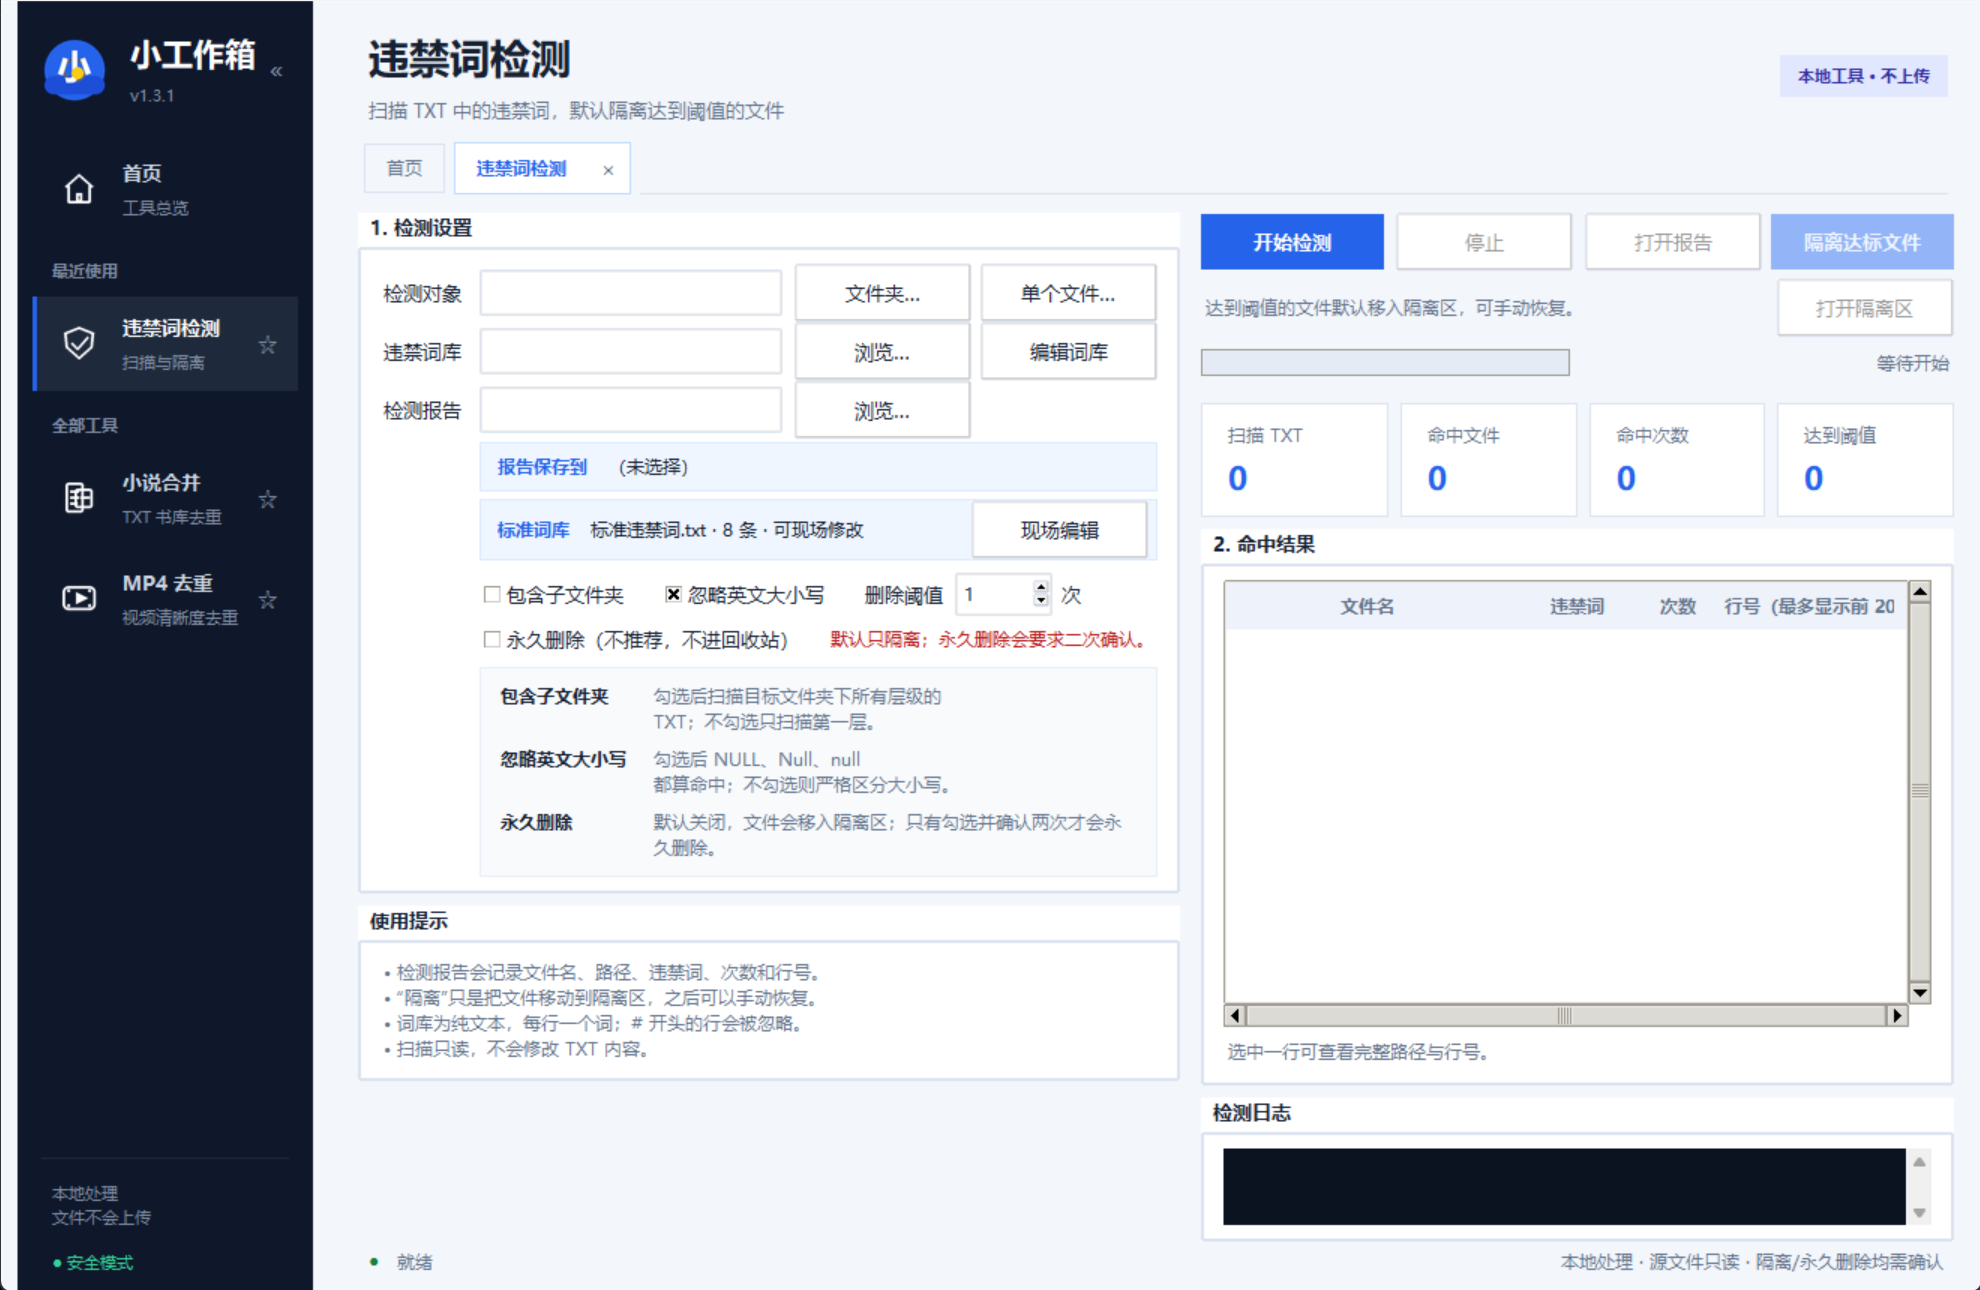 小
小工作箱
«
v1.3.1
首页
工具总览
最近使用
违禁词检测
扫描与隔离
全部工具
小说合并
TXT 书库去重
MP4 去重
视频清晰度去重
本地处理
文件不会上传
• 安全模式
违禁词检测
扫描 TXT 中的违禁词，默认隔离达到阈值的文件
本地工具 • 不上传
首页
违禁词检测 ×
1. 检测设置
检测对象 文件夹... 单个文件...
违禁词库 浏览... 编辑词库
检测报告 浏览...
报告保存到 (未选择)
标准词库 标准违禁词.txt · 8 条 · 可现场修改 现场编辑
包含子文件夹 忽略英文大小写 删除阈值 1 次
永久删除（不推荐，不进回收站） 默认只隔离；永久删除会要求二次确认。
包含子文件夹 勾选后扫描目标文件夹下所有层级的
TXT；不勾选只扫描第一层。
忽略英文大小写 勾选后 NULL、Null、null
都算命中；不勾选则严格区分大小写。
永久删除 默认关闭，文件会移入隔离区；只有勾选并确认两次才会永
久删除。
使用提示
• 检测报告会记录文件名、路径、违禁词、次数和行号。
• “隔离”只是把文件移动到隔离区，之后可以手动恢复。
• 词库为纯文本，每行一个词；# 开头的行会被忽略。
• 扫描只读，不会修改 TXT 内容。
开始检测 停止 打开报告 隔离达标文件
达到阈值的文件默认移入隔离区，可手动恢复。 打开隔离区
等待开始
扫描 TXT 命中文件 命中次数 达到阈值
0 0 0 0
2. 命中结果
文件名 违禁词 次数 行号（最多显示前 20
选中一行可查看完整路径与行号。
检测日志
• 就绪
本地处理 · 源文件只读 · 隔离/永久删除均需确认